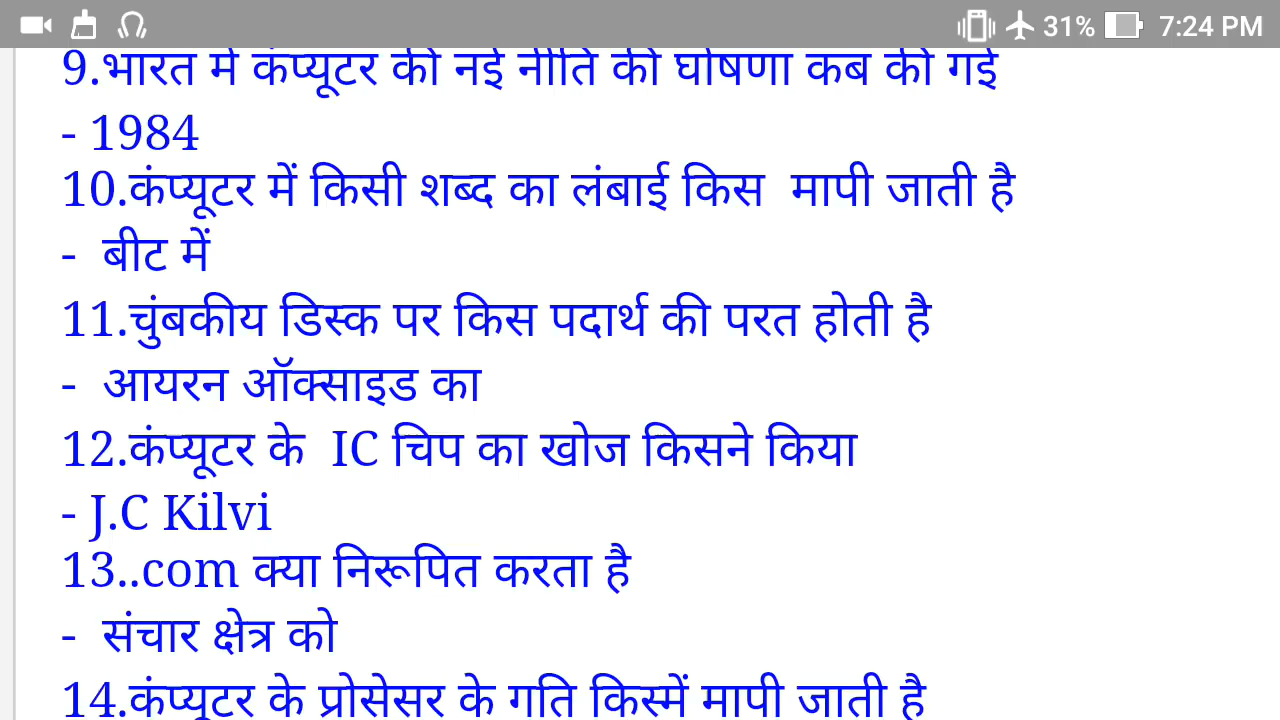 31% 7:24 PM
9.भारत में कंप्यूटर की नई नीति की घोषणा कब की गई
- 1984
10.कंप्यूटर में किसी शब्द का लंबाई किस मापी जाती है
- बीट में
11.चुंबकीय डिस्क पर किस पदार्थ की परत होती है
- आयरन ऑक्साइड का
12.कंप्यूटर के IC चिप का खोज किसने किया
- J.C Kilvi
13..com क्या निरूपित करता है
- संचार क्षेत्र को
14.कंप्यूटर के प्रोसेसर के गति किस्में मापी जाती है